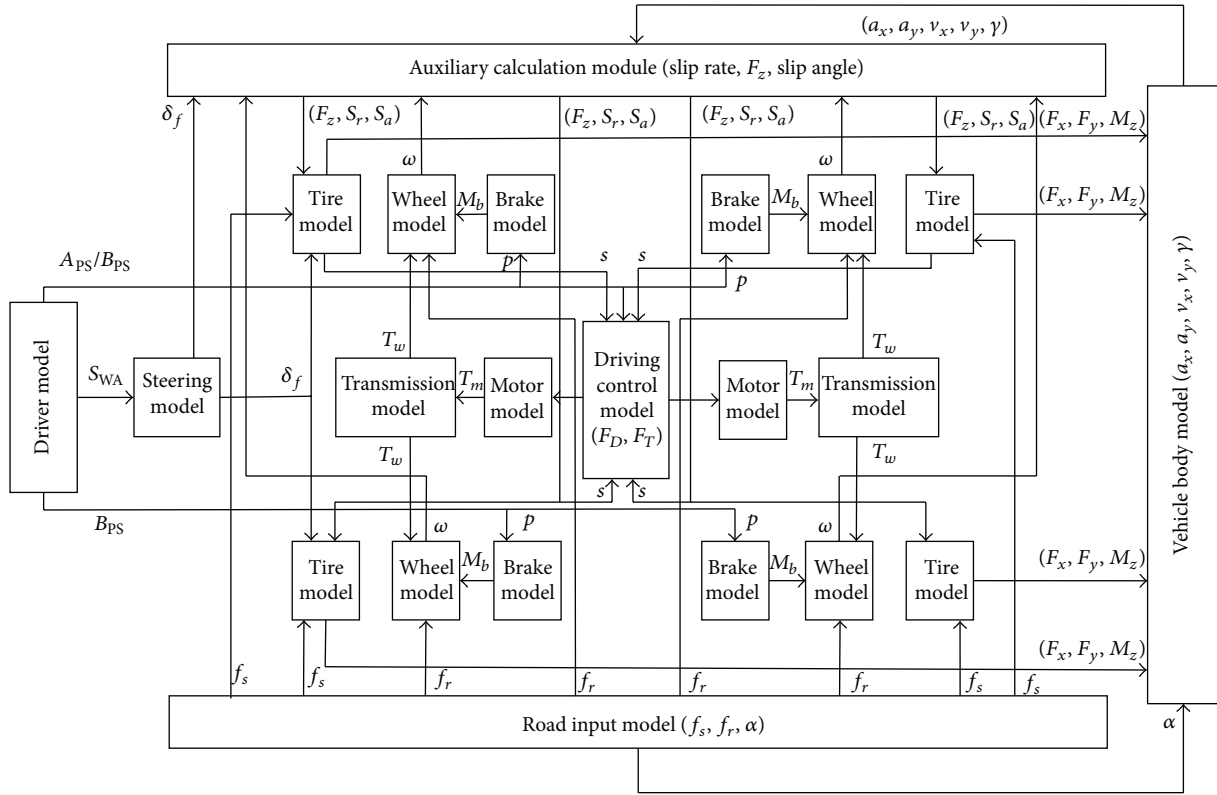 (a_x, a_y, v_x, v_y, γ)
Auxiliary calculation module (slip rate, F_z, slip angle)
δ_f
(F_z, S_r, S_a)
(F_z, S_r, S_a)
(F_z, S_r, S_a)
(F_z, S_r, S_a)
(F_x, F_y, M_z)
ω
ω
Tire
model
Wheel
model
M_b
Brake
model
Brake
model
M_b
Wheel
model
Tire
model
(F_x, F_y, M_z)
A_PS/B_PS
p
s
s
p
Driver model
S_WA
Steering
model
δ_f
T_w
Transmission
model
T_m
Motor
model
Driving
control
model
(F_D, F_T)
Motor
model
T_m
T_w
Transmission
model
Vehicle body model (a_x, a_y, v_x, v_y, γ)
T_w
T_w
s
s
B_PS
ω
p
p
ω
Tire
model
Wheel
model
M_b
Brake
model
Brake
model
M_b
Wheel
model
Tire
model
(F_x, F_y, M_z)
(F_x, F_y, M_z)
f_s
f_s
f_r
f_r
f_r
f_r
f_s
f_s
Road input model (f_s, f_r, α)
α